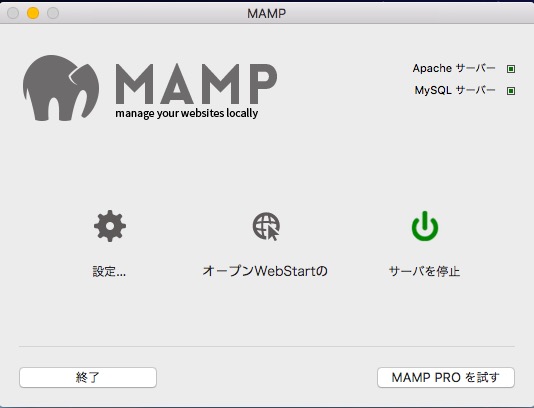 MAMP
MAMP
manage your websites locally
Apache サーバー
MySQL サーバー
設定...
オープンWebStartの
サーバを停止
終了
MAMP PRO を試す